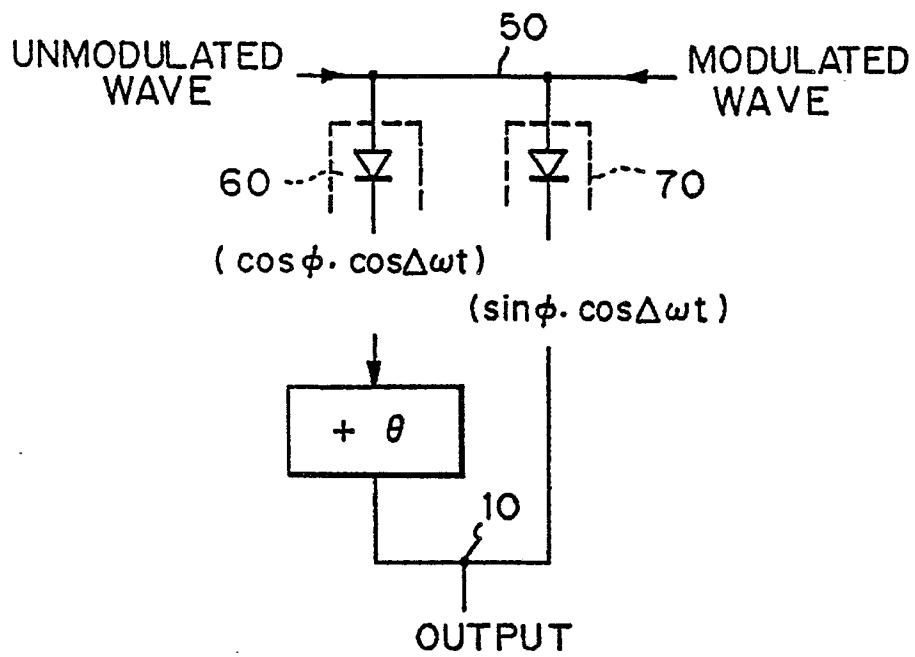 50
UNMODULATED
WAVE
MODULATED
WAVE
60
70
(cosφ·cosΔωt)
(sinφ·cosΔωt)
+ θ
10
OUTPUT